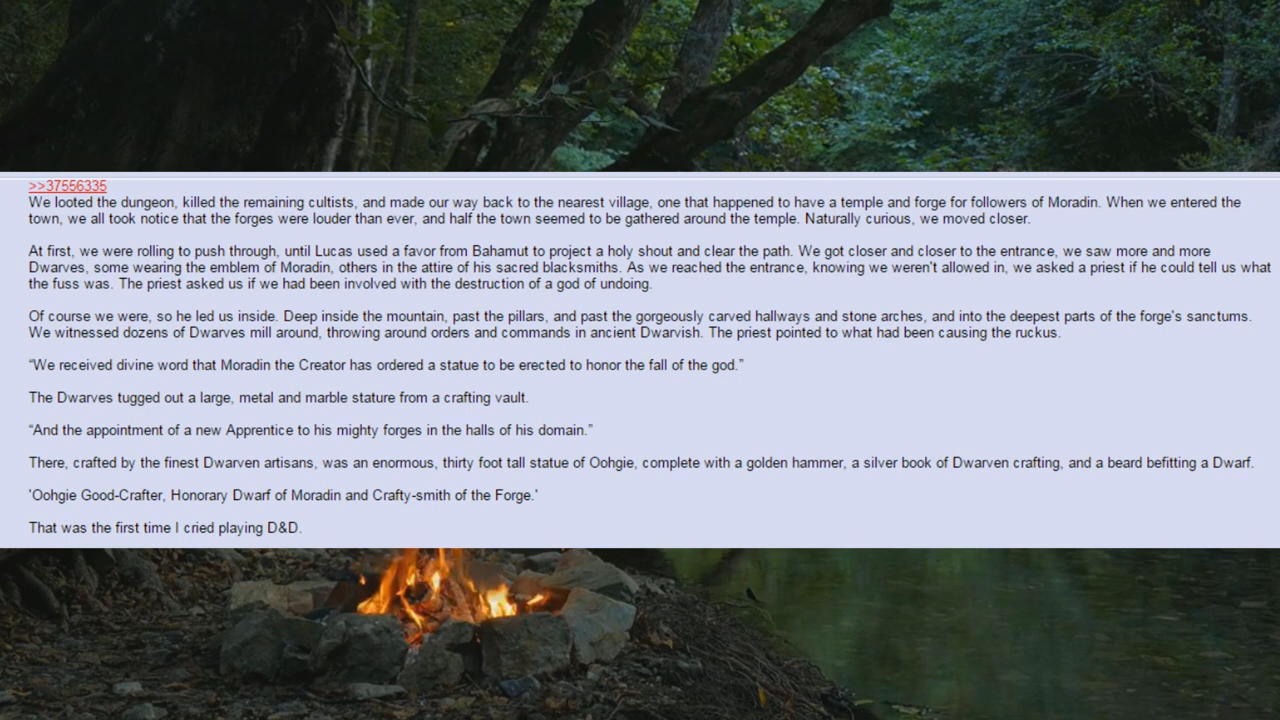 >>37556335
We looted the dungeon, killed the remaining cultists, and made our way back to the nearest village, one that happened to have a temple and forge for followers of Moradin. When we entered the
town, we all took notice that the forges were louder than ever, and half the town seemed to be gathered around the temple. Naturally curious, we moved closer.
At first, we were rolling to push through, until Lucas used a favor from Bahamut to project a holy shout and clear the path. We got closer and closer to the entrance, we saw more and more
Dwarves, some wearing the emblem of Moradin, others in the attire of his sacred blacksmiths. As we reached the entrance, knowing we weren't allowed in, we asked a priest if he could tell us what
the fuss was. The priest asked us if we had been involved with the destruction of a god of undoing.
Of course we were, so he led us inside. Deep inside the mountain, past the pillars, and past the gorgeously carved hallways and stone arches, and into the deepest parts of the forge's sanctums.
We witnessed dozens of Dwarves mill around, throwing around orders and commands in ancient Dwarvish. The priest pointed to what had been causing the ruckus.
“We received divine word that Moradin the Creator has ordered a statue to be erected to honor the fall of the god.”
The Dwarves tugged out a large, metal and marble stature from a crafting vault.
“And the appointment of a new Apprentice to his mighty forges in the halls of his domain.”
There, crafted by the finest Dwarven artisans, was an enormous, thirty foot tall statue of Oohgie, complete with a golden hammer, a silver book of Dwarven crafting, and a beard befitting a Dwarf.
'Oohgie Good-Crafter, Honorary Dwarf of Moradin and Crafty-smith of the Forge.'
That was the first time I cried playing D&D.